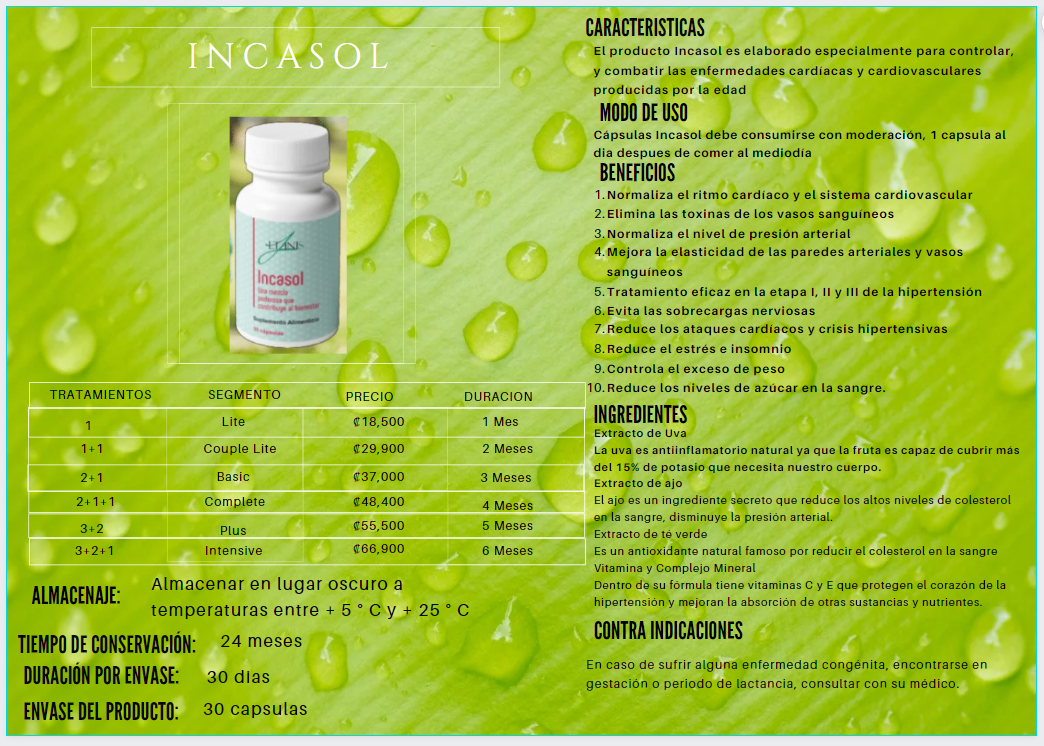 INCASOL
Incasol
Una mezcla
poderosa que
contribuye al bienestar
Suplemento Alimenticio
30 cápsulas
TRATAMIENTOS SEGMENTO PRECIO DURACION
1 Lite ₡18,500 1 Mes
1+1 Couple Lite ₡29,900 2 Meses
2+1 Basic ₡37,000 3 Meses
2+1+1 Complete ₡48,400 4 Meses
3+2 Plus ₡55,500 5 Meses
3+2+1 Intensive ₡66,900 6 Meses
ALMACENAJE: Almacenar en lugar oscuro a
temperaturas entre + 5 ° C y + 25 ° C
TIEMPO DE CONSERVACIÓN: 24 meses
DURACIÓN POR ENVASE: 30 días
ENVASE DEL PRODUCTO: 30 capsulas
CARACTERISTICAS
El producto Incasol es elaborado especialmente para controlar,
y combatir las enfermedades cardíacas y cardiovasculares
producidas por la edad
MODO DE USO
Cápsulas Incasol debe consumirse con moderación, 1 capsula al
dia despues de comer al mediodía
BENEFICIOS
1. Normaliza el ritmo cardíaco y el sistema cardiovascular
2. Elimina las toxinas de los vasos sanguíneos
3. Normaliza el nivel de presión arterial
4. Mejora la elasticidad de las paredes arteriales y vasos
sanguíneos
5. Tratamiento eficaz en la etapa I, II y III de la hipertensión
6. Evita las sobrecargas nerviosas
7. Reduce los ataques cardíacos y crisis hipertensivas
8. Reduce el estrés e insomnio
9. Controla el exceso de peso
10. Reduce los niveles de azúcar en la sangre.
INGREDIENTES
Extracto de Uva
La uva es antiinflamatorio natural ya que la fruta es capaz de cubrir más
del 15% de potasio que necesita nuestro cuerpo.
Extracto de ajo
El ajo es un ingrediente secreto que reduce los altos niveles de colesterol
en la sangre, disminuye la presión arterial.
Extracto de té verde
Es un antioxidante natural famoso por reducir el colesterol en la sangre
Vitamina y Complejo Mineral
Dentro de su fórmula tiene vitaminas C y E que protegen el corazón de la
hipertensión y mejoran la absorción de otras sustancias y nutrientes.
CONTRA INDICACIONES
En caso de sufrir alguna enfermedad congénita, encontrarse en
gestación o periodo de lactancia, consultar con su médico.